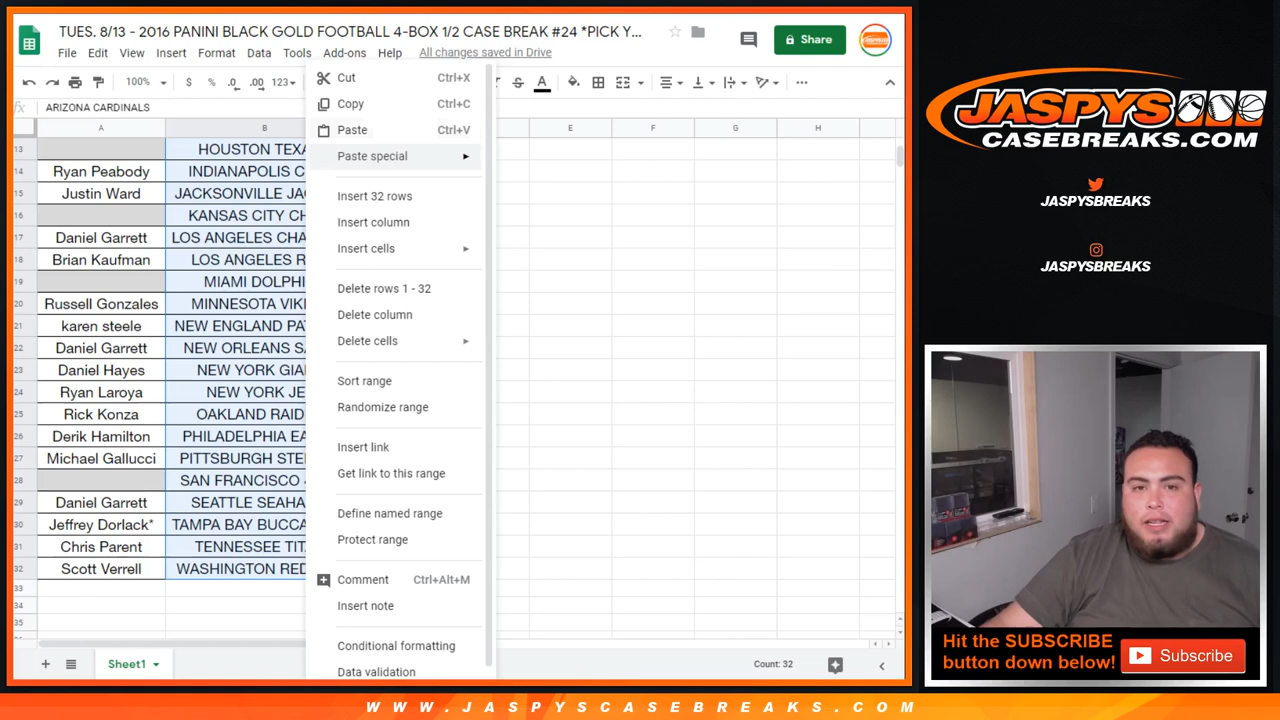 TUES. 8/13 - 2016 PANINI BLACK GOLD FOOTBALL 4-BOX 1/2 CASE BREAK #24 *PICK Y...
Share
File Edit View Format Data Tools Add-ons Help All changes saved in Drive
100% $ % .0 .00 123
fx ARIZONA CARDINALS
A B E F G H
13 HOUSTON TEXA
14 Ryan Peabody INDIANAPOLIS C
15 Justin Ward JACKSONVILLE JAG
16 KANSAS CITY CH
17 Daniel Garrett LOS ANGELES CHA
18 Brian Kaufman LOS ANGELES R
19 MIAMI DOLPHI
20 Russell Gonzales MINNESOTA VIKI
21 karen steele NEW ENGLAND PAT
22 Daniel Garrett NEW ORLEANS SA
23 Daniel Hayes NEW YORK GIA
24 Ryan Laroya NEW YORK JE
25 Rick Konza OAKLAND RAID
26 Derik Hamilton PHILADELPHIA EA
27 Michael Gallucci PITTSBURGH STE
28 SAN FRANCISCO 4
29 Daniel Garrett SEATTLE SEAHA
30 Jeffrey Dorlack* TAMPA BAY BUCCA
31 Chris Parent TENNESSEE TIT
32 Scott Verrell WASHINGTON RED
33
34
35
Cut Ctrl+X
Copy Ctrl+C
Paste Ctrl+V
Paste special
Insert 32 rows
Insert column
Insert cells
Delete rows 1 - 32
Delete column
Delete cells
Sort range
Randomize range
Insert link
Get link to this range
Define named range
Protect range
Comment Ctrl+Alt+M
Insert note
Conditional formatting
Data validation
Sheet1
Count: 32
JASPYS
CASEBREAKS.COM
JASPYSBREAKS
JASPYSBREAKS
Hit the SUBSCRIBE
button down below!
Subscribe
WWW.JASPYSCASEBREAKS.COM